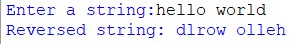 Enter a string:hello world
Reversed string: dlrow olleh